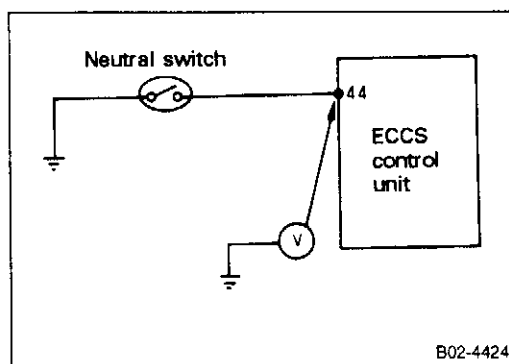 Neutral switch
44
ECCS
control
unit
V
B02-4424